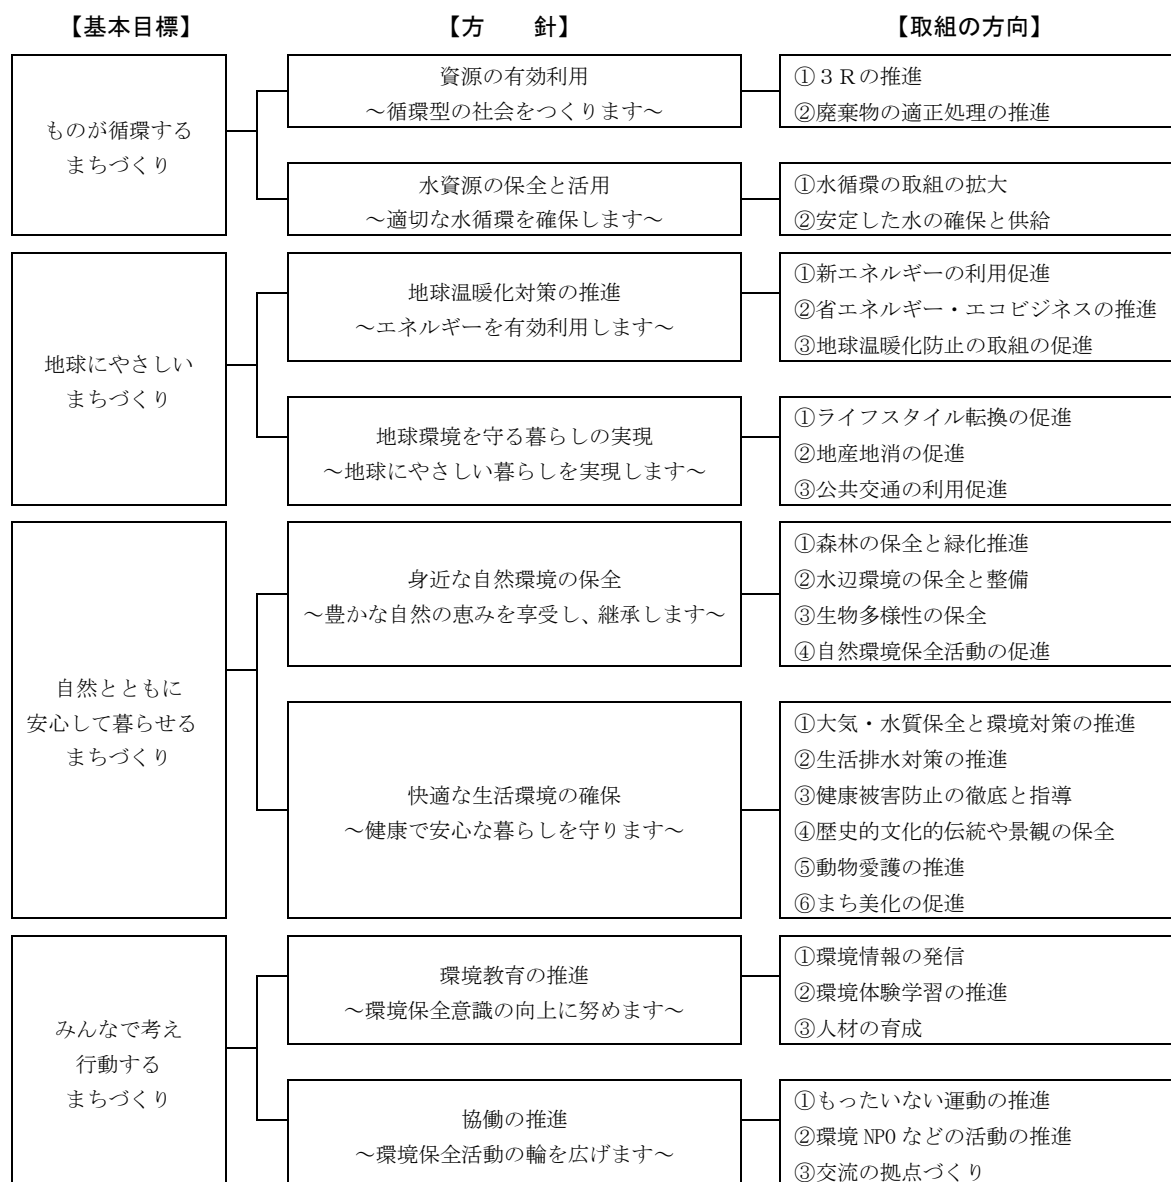 【基本目標】
【方　　針】
【取組の方向】
ものが循環する
まちづくり
資源の有効利用
～循環型の社会をつくります～
①３Ｒの推進
②廃棄物の適正処理の推進
水資源の保全と活用
～適切な水循環を確保します～
①水循環の取組の拡大
②安定した水の確保と供給
地球にやさしい
まちづくり
地球温暖化対策の推進
～エネルギーを有効利用します～
①新エネルギーの利用促進
②省エネルギー・エコビジネスの推進
③地球温暖化防止の取組の促進
地球環境を守る暮らしの実現
～地球にやさしい暮らしを実現します～
①ライフスタイル転換の促進
②地産地消の促進
③公共交通の利用促進
自然とともに
安心して暮らせる
まちづくり
身近な自然環境の保全
～豊かな自然の恵みを享受し、継承します～
①森林の保全と緑化推進
②水辺環境の保全と整備
③生物多様性の保全
④自然環境保全活動の促進
快適な生活環境の確保
～健康で安心な暮らしを守ります～
①大気・水質保全と環境対策の推進
②生活排水対策の推進
③健康被害防止の徹底と指導
④歴史的文化的伝統や景観の保全
⑤動物愛護の推進
⑥まち美化の促進
みんなで考え
行動する
まちづくり
環境教育の推進
～環境保全意識の向上に努めます～
①環境情報の発信
②環境体験学習の推進
③人材の育成
協働の推進
～環境保全活動の輪を広げます～
①もったいない運動の推進
②環境 NPO などの活動の推進
③交流の拠点づくり